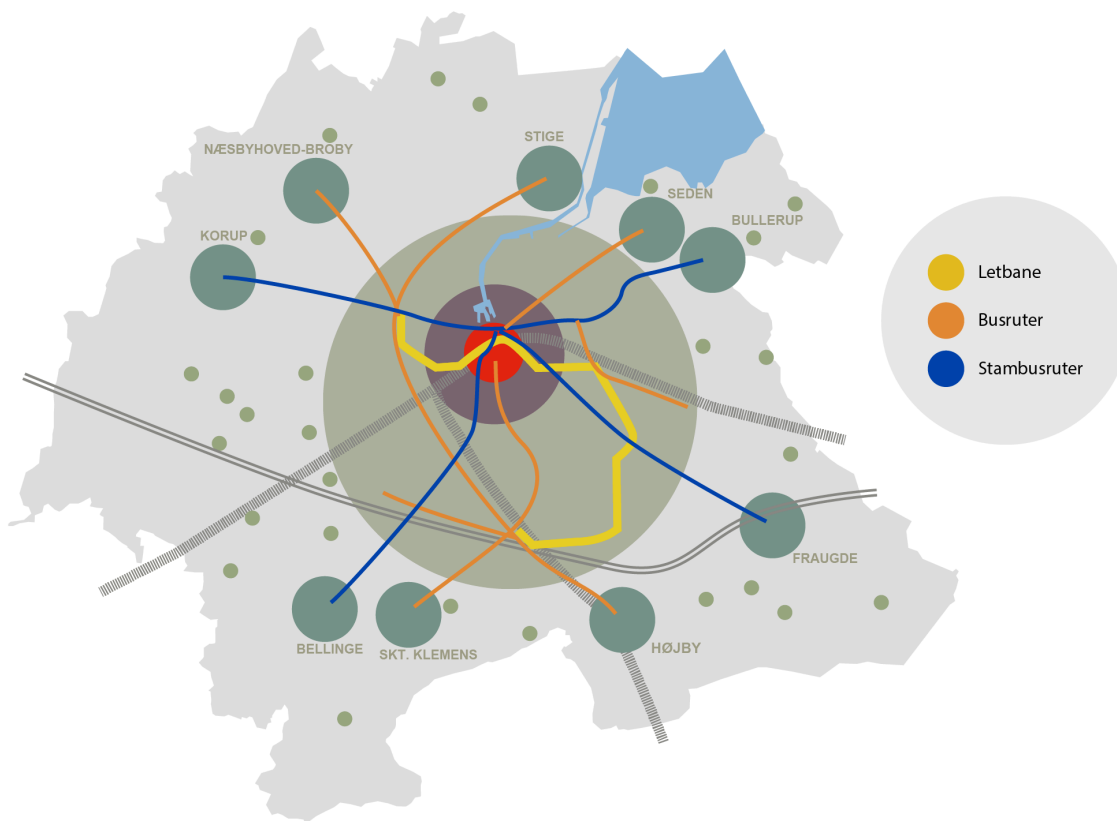 STIGE
NÆSBYHOVED-BROBY
SEDEN
BULLERUP
KORUP
Letbane
Busruter
Stambusruter
FRAUGDE
HØJBY
BELLINGE
SKT. KLEMENS